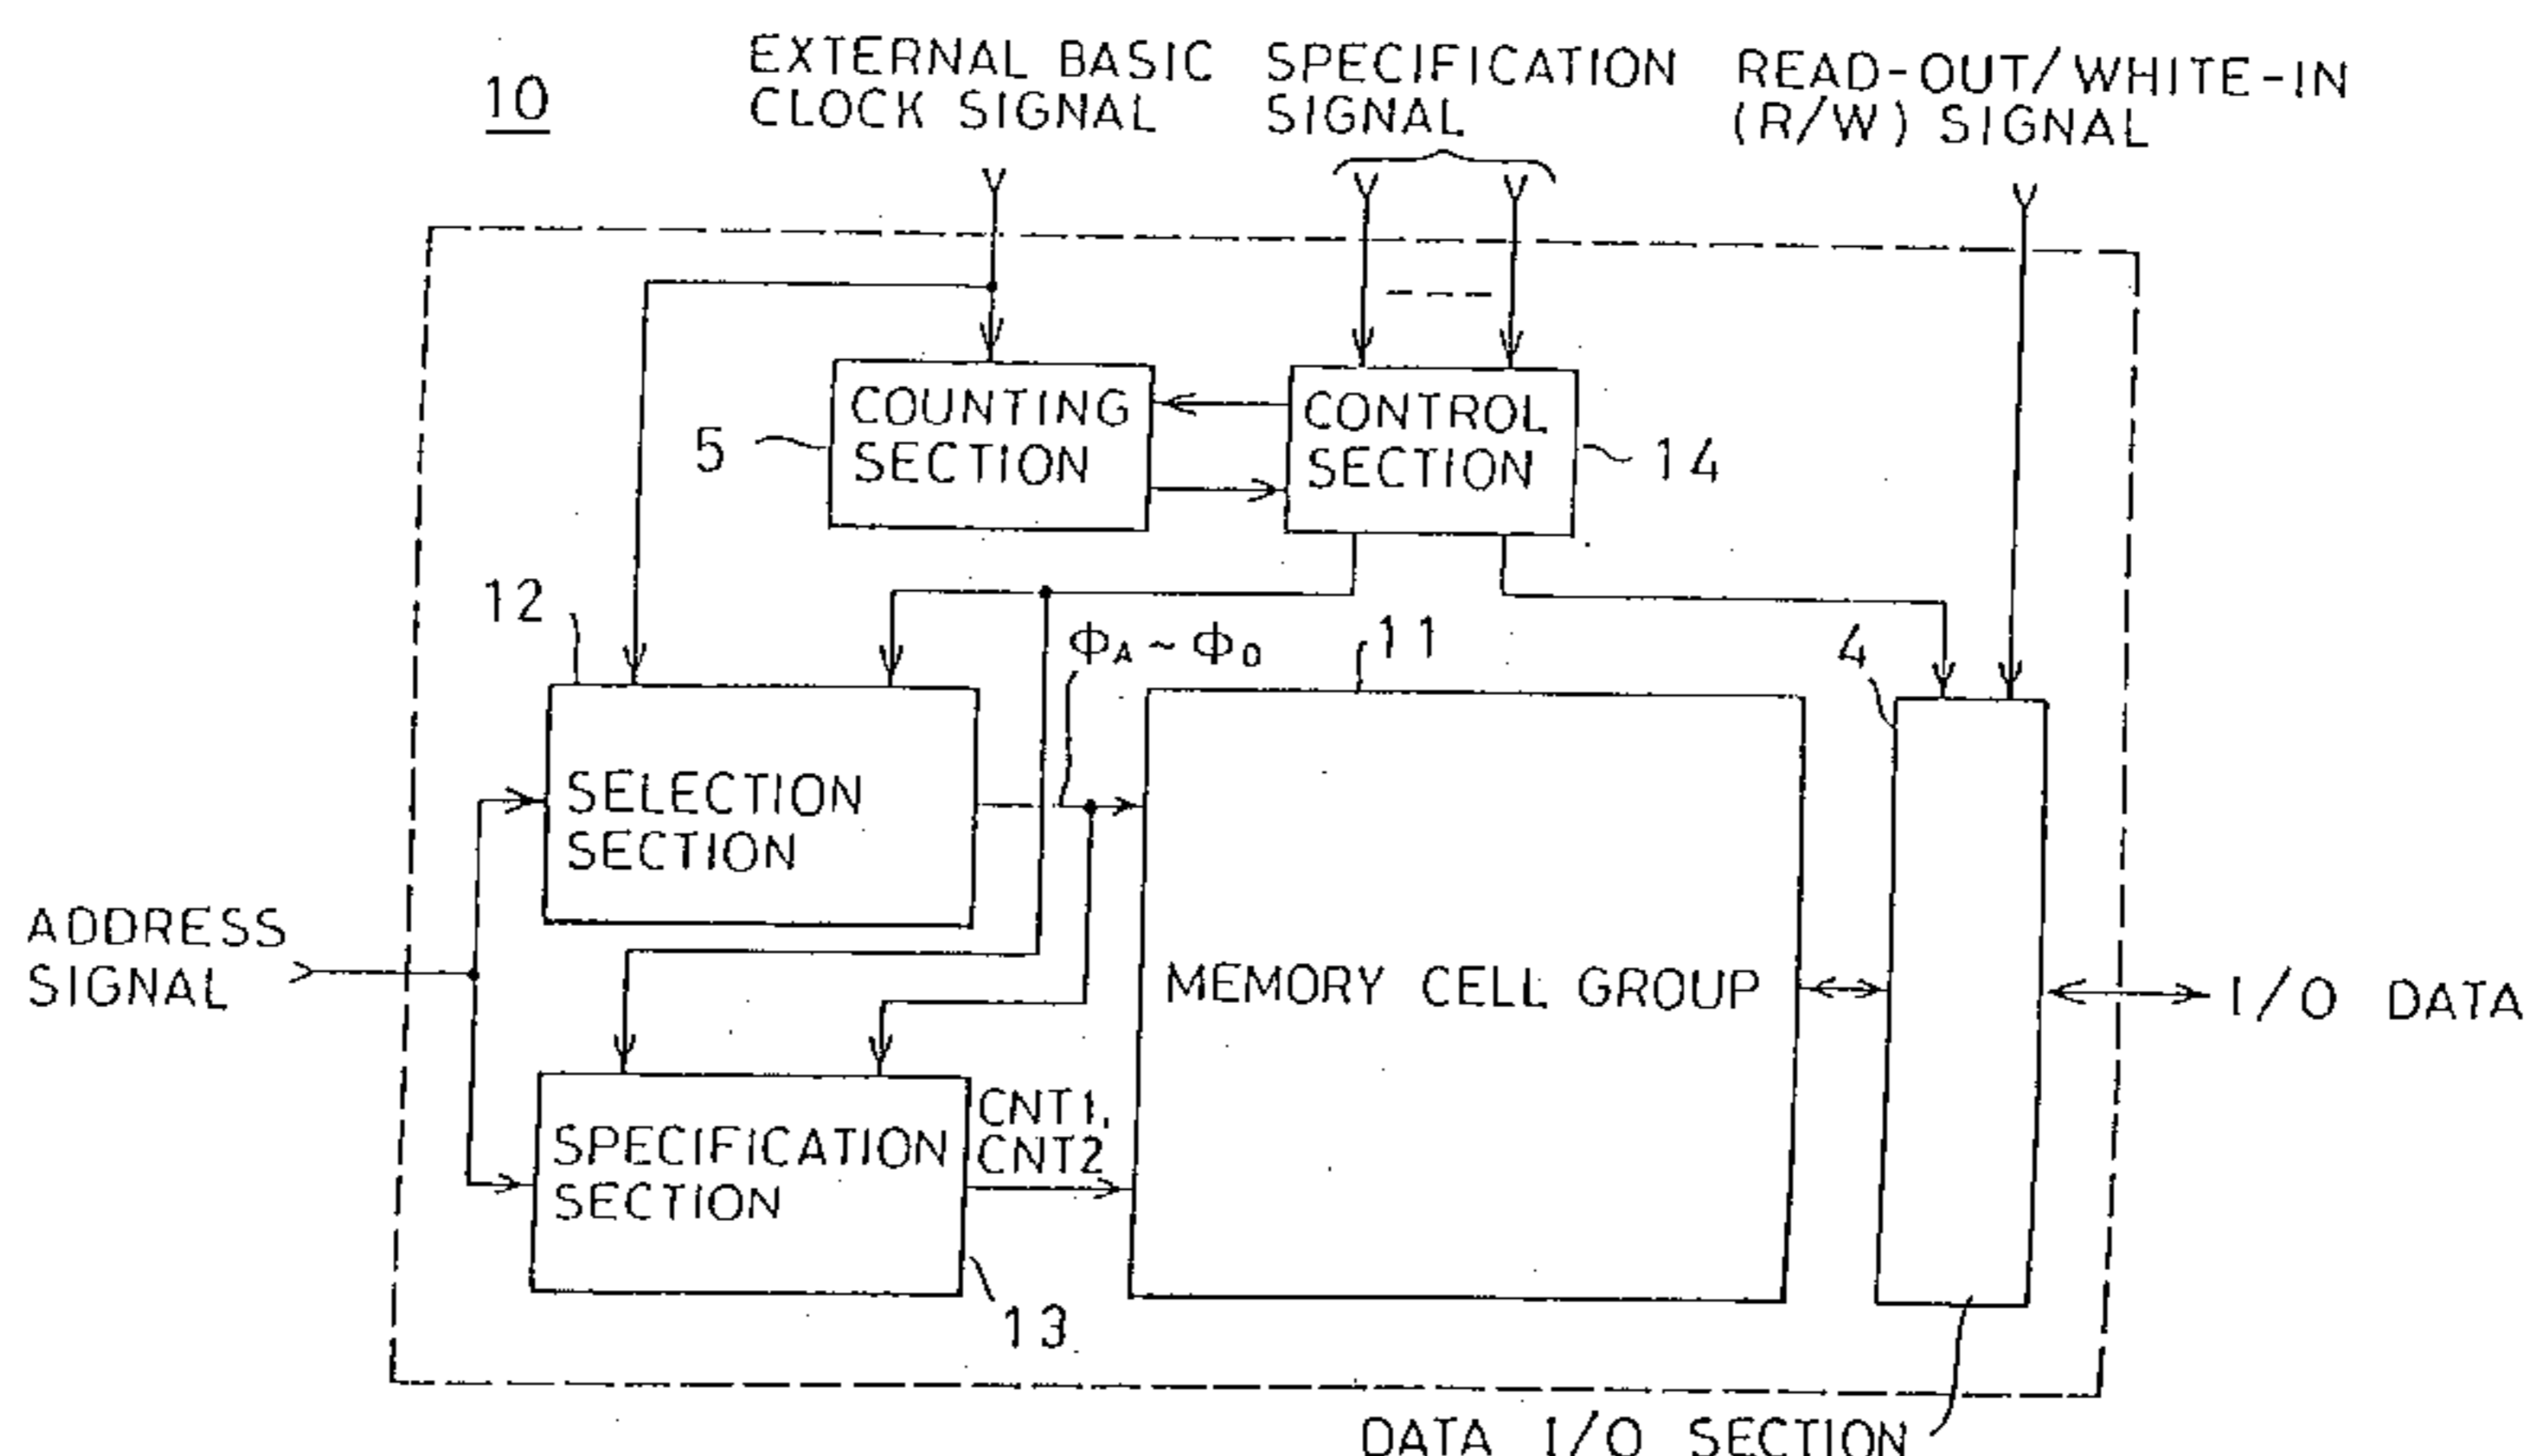 10
EXTERNAL BASIC
CLOCK SIGNAL
SPECIFICATION
SIGNAL
READ-OUT/WHITE-IN
(R/W) SIGNAL
COUNTING
SECTION
5
CONTROL
SECTION
14
12
ΦA ~ ΦD
11
4
SELECTION
SECTION
ADDRESS
SIGNAL
MEMORY CELL GROUP
I/O DATA
SPECIFICATION
SECTION
CNT1,
CNT2
13
DATA I/O SECTION